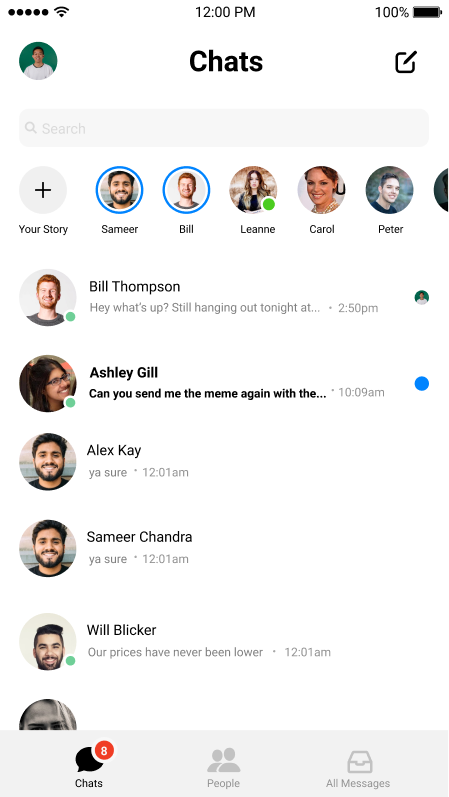 12:00 PM 100%
Chats
Search
Your Story Sameer Bill Leanne Carol Peter
Bill Thompson
Hey what's up? Still hanging out tonight at... · 2:50pm
Ashley Gill
Can you send me the meme again with the... · 10:09am
Alex Kay
ya sure · 12:01am
Sameer Chandra
ya sure · 12:01am
Will Blicker
Our prices have never been lower · 12:01am
8
Chats People All Messages